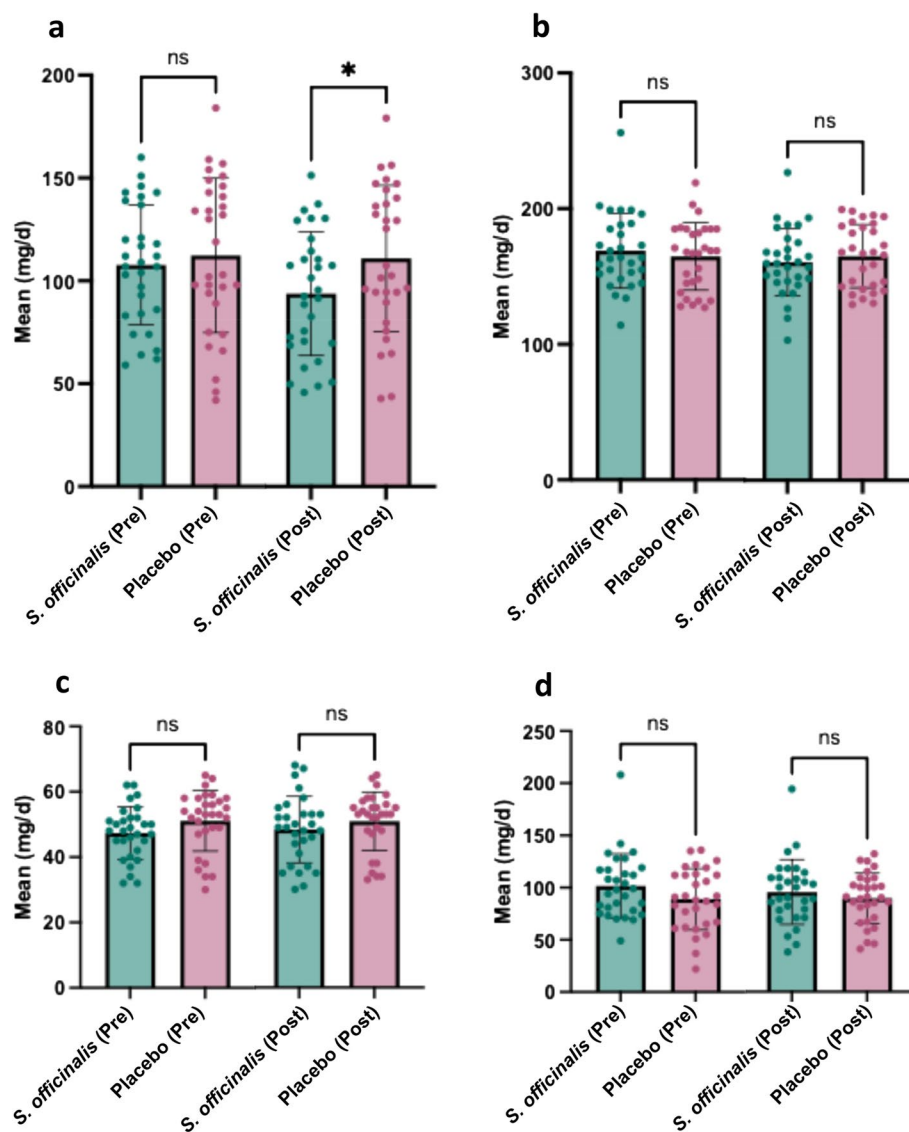 a
ns
*
200
150
100
50
0
Mean (mg/d)
S. officinalis (Pre)
Placebo (Pre)
S. officinalis (Post)
Placebo (Post)
b
ns
ns
300
200
100
0
Mean (mg/d)
S. officinalis (Pre)
Placebo (Pre)
S. officinalis (Post)
Placebo (Post)
c
ns
ns
80
60
40
20
0
Mean (mg/d)
S. officinalis (Pre)
Placebo (Pre)
S. officinalis (Post)
Placebo (Post)
d
ns
ns
250
200
150
100
50
0
Mean (mg/d)
S. officinalis (Pre)
Placebo (Pre)
S. officinalis (Post)
Placebo (Post)